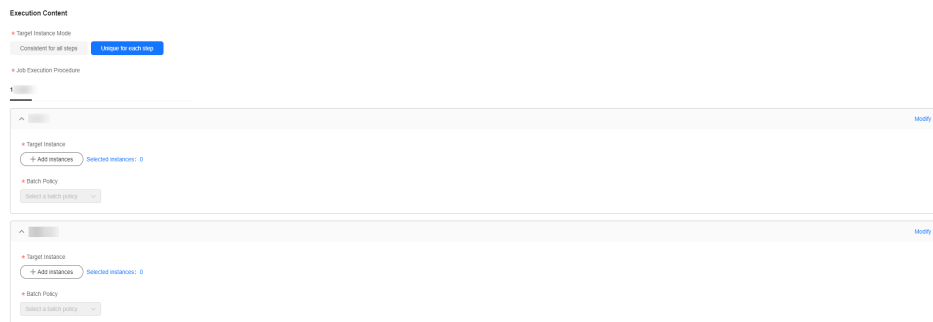 Execution Content
* Target Instance Mode
Consistent for all steps Unique for each step
* Job Execution Procedure
1.
Modify
* Target Instance
+ Add instances Selected instances: 0
* Batch Policy
Select a batch policy
Modify
* Target Instance
+ Add instances Selected instances: 0
* Batch Policy
Select a batch policy